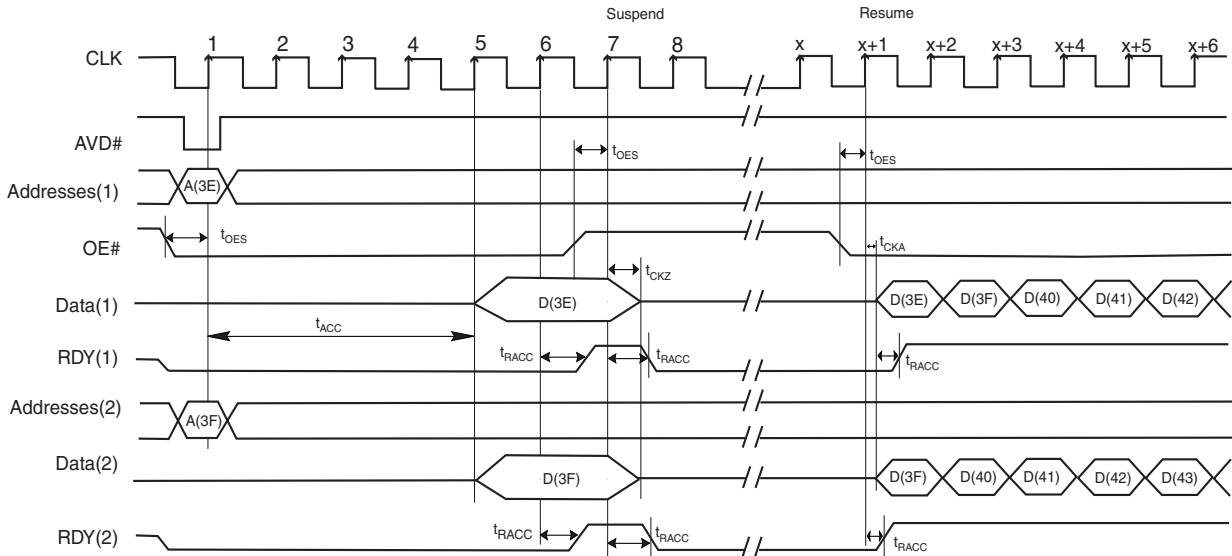 Suspend Resume
1 2 3 4 5 6 7 8 x x+1 x+2 x+3 x+4 x+5 x+6
CLK
AVD#
tOES tOES
Addresses(1) A(3E)
OE# tOES tCKA
tCKZ
Data(1) D(3E) D(3E) D(3F) D(40) D(41) D(42)
tACC
RDY(1) tRACC tRACC tRACC
Addresses(2) A(3F)
Data(2) D(3F) D(3F) D(40) D(41) D(42) D(43)
RDY(2) tRACC tRACC tRACC